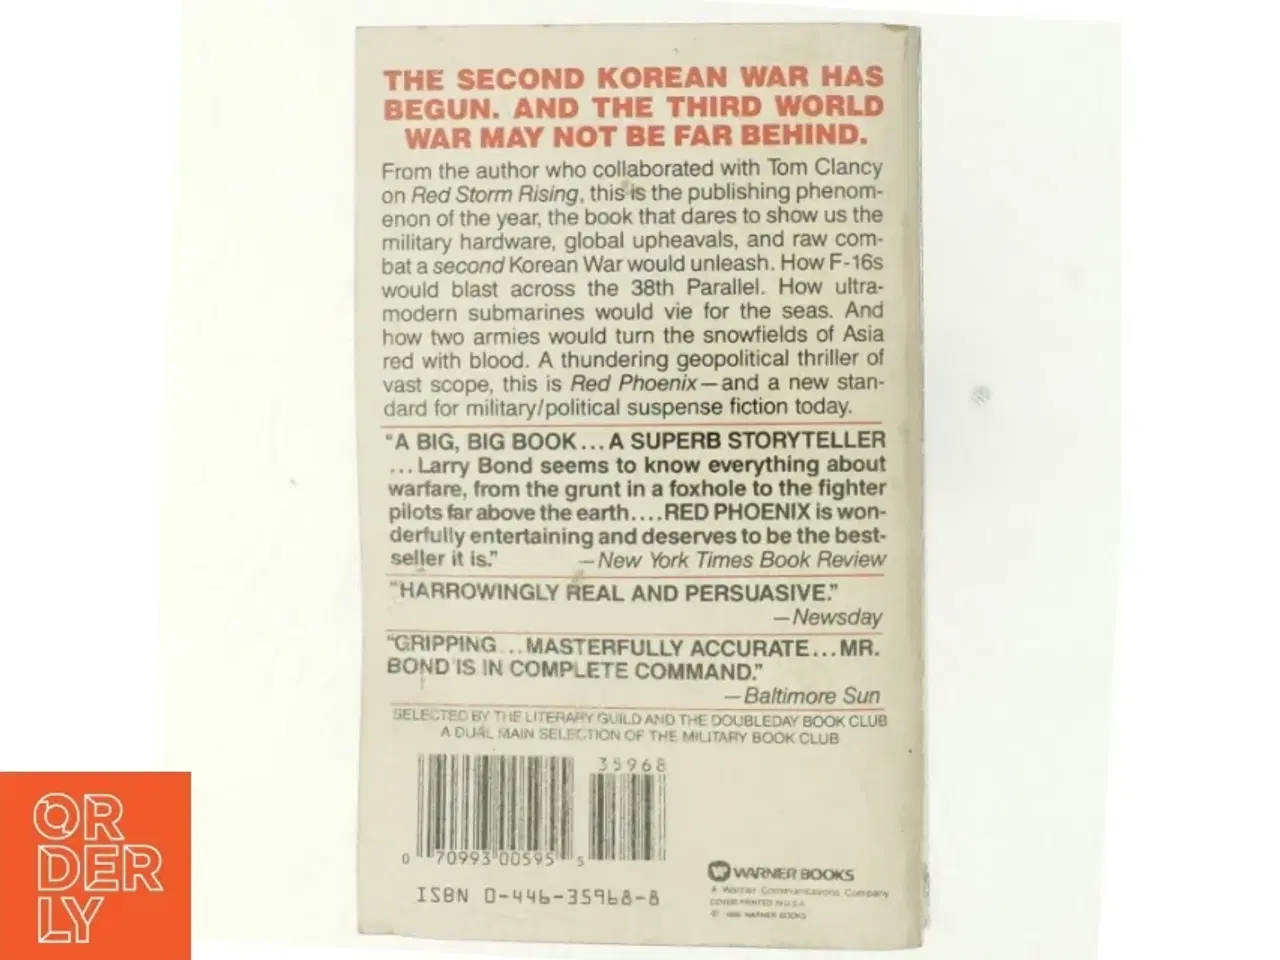 THE SECOND KOREAN WAR HAS
BEGUN. AND THE THIRD WORLD
WAR MAY NOT BE FAR BEHIND.
From the author who collaborated with Tom Clancy
on Red Storm Rising, this is the publishing phenom-
enon of the year, the book that dares to show us the
military hardware, global upheavals, and raw com-
bat a second Korean War would unleash. How F-16s
would blast across the 38th Parallel. How ultra-
modern submarines would vie for the seas. And
how two armies would turn the snowfields of Asia
red with blood. A thundering geopolitical thriller of
vast scope, this is Red Phoenix—and a new stan-
dard for military/political suspense fiction today.
"A BIG, BIG BOOK...A SUPERB STORYTELLER
...Larry Bond seems to know everything about
warfare, from the grunt in a foxhole to the fighter
pilots far above the earth....RED PHOENIX is won-
derfully entertaining and deserves to be the best-
seller it is." —New York Times Book Review
"HARROWINGLY REAL AND PERSUASIVE."
—Newsday
"GRIPPING...MASTERFULLY ACCURATE...MR.
BOND IS IN COMPLETE COMMAND."
—Baltimore Sun
SELECTED BY THE LITERARY GUILD AND THE DOUBLEDAY BOOK CLUB
A DUAL MAIN SELECTION OF THE MILITARY BOOK CLUB
35968
0 70993 00595 5
ISBN 0-446-35968-8
WARNER BOOKS
A Warner Communications Company
COVER PRINTED IN U.S.A.
© WARNER BOOKS
ORDERLY